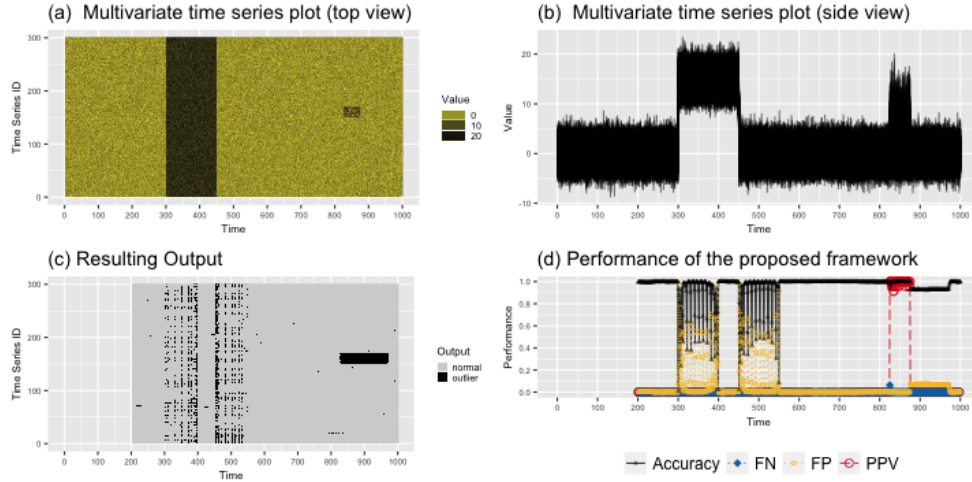 (a) Multivariate time series plot (top view)
300
200
100
0
Time Series ID
0 100 200 300 400 500 600 700 800 900 1000
Time
Value
0
10
20
(b) Multivariate time series plot (side view)
20
10
0
-10
Value
0 100 200 300 400 500 600 700 800 900 1000
Time
(c) Resulting Output
300
200
100
0
Time Series ID
0 100 200 300 400 500 600 700 800 900 1000
Time
Output
normal
outlier
(d) Performance of the proposed framework
1.0
0.8
0.6
0.4
0.2
0.0
Performance
0 100 200 300 400 500 600 700 800 900 1000
Time
Accuracy FN FP PPV